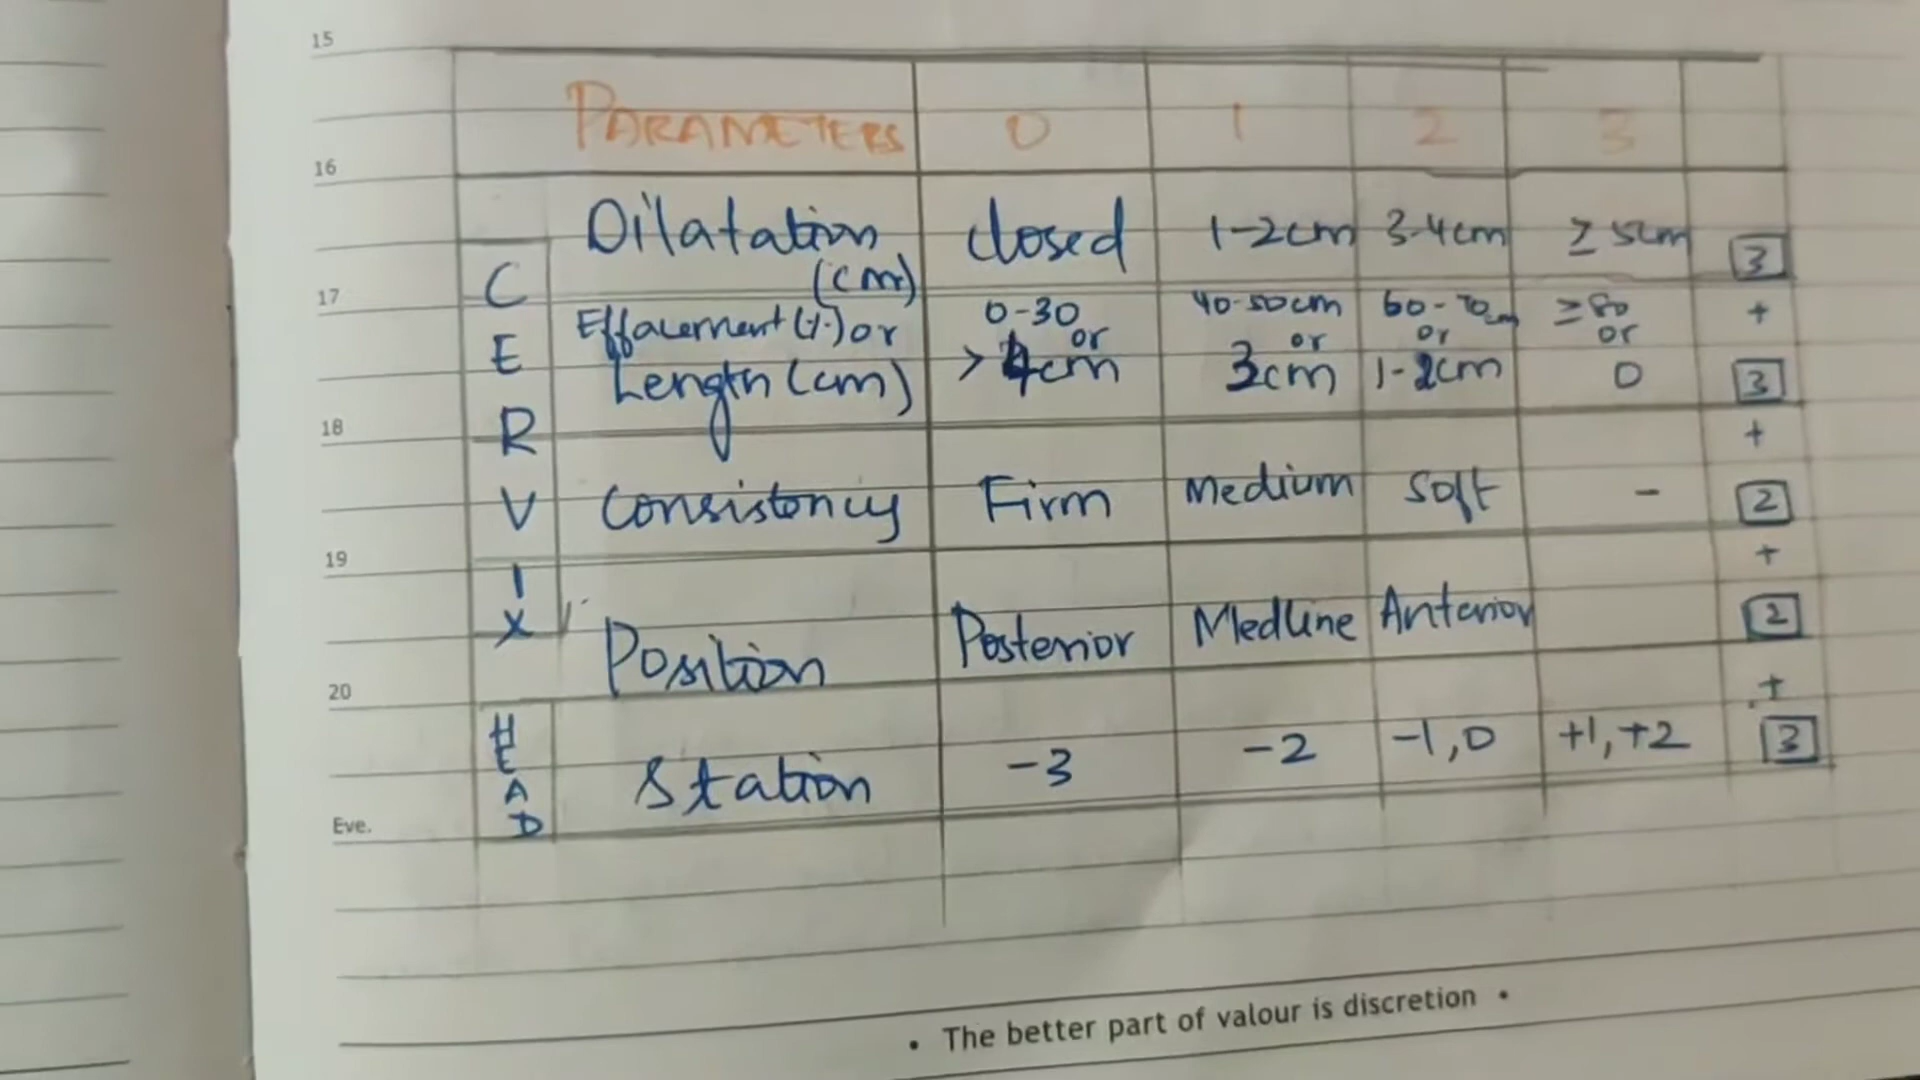 15
PARAMETERS 0 1 2 3
16
Dilatation closed 1-2cm 3-4cm ≥ 5cm 3
(cm)
17
Effacement (%) or 0-30 40-50cm 60-70cm ≥80 +
or or or or
Length (cm) >4cm 3cm 1-2cm 0 3
18
+
Consistency Firm Medium Soft - 2
19
+
Position Posterior Medline Anterior 2
20
+
Station -3 -2 -1,0 +1,+2 3
Eve.
CERVIX
HEAD
• The better part of valour is discretion •